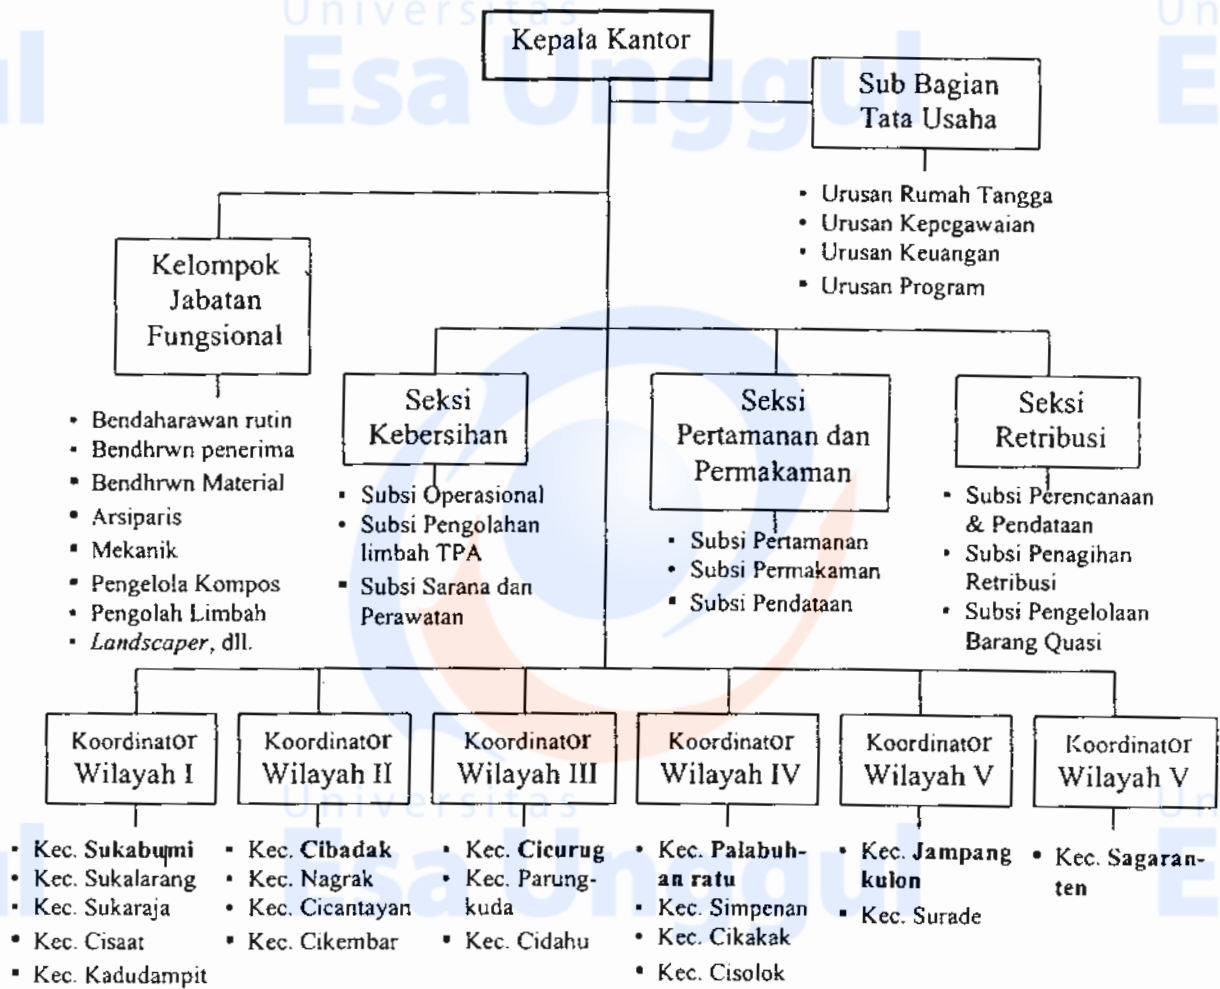 Universitas
Esa Unggul
Kepala Kantor
Sub Bagian
Tata Usaha
• Urusan Rumah Tangga
• Urusan Kepegawaian
• Urusan Keuangan
▪ Urusan Program
Kelompok
Jabatan
Fungsional
• Bendaharawan rutin
• Bendhrwn penerima
▪ Bendhrwn Material
• Arsiparis
▪ Mekanik
▪ Pengelola Kompos
• Pengolah Limbah
• Landscaper, dll.
Seksi
Kebersihan
• Subsi Operasional
• Subsi Pengolahan
limbah TPA
▪ Subsi Sarana dan
Perawatan
Seksi
Pertamanan dan
Permakaman
• Subsi Pertamanan
• Subsi Permakaman
▪ Subsi Pendataan
Seksi
Retribusi
• Subsi Perencanaan
& Pendataan
• Subsi Penagihan
Retribusi
• Subsi Pengelolaan
Barang Quasi
Koordinator
Wilayah I
• Kec. Sukabumi
• Kec. Sukalarang
▪ Kec. Sukaraja
• Kec. Cisaat
▪ Kec. Kadudampit
Koordinator
Wilayah II
• Kec. Cibadak
• Kec. Nagrak
• Kec. Cicantayan
▪ Kec. Cikembar
Koordinator
Wilayah III
• Kec. Cicurug
• Kec. Parung-
kuda
▪ Kec. Cidahu
Koordinator
Wilayah IV
• Kec. Palabuh-
an ratu
▪ Kec. Simpenan
• Kec. Cikakak
• Kec. Cisolok
Koordinator
Wilayah V
• Kec. Jampang
kulon
▪ Kec. Surade
Koordinator
Wilayah V
• Kec. Sagaran-
ten
Universitas
Esa Unggul